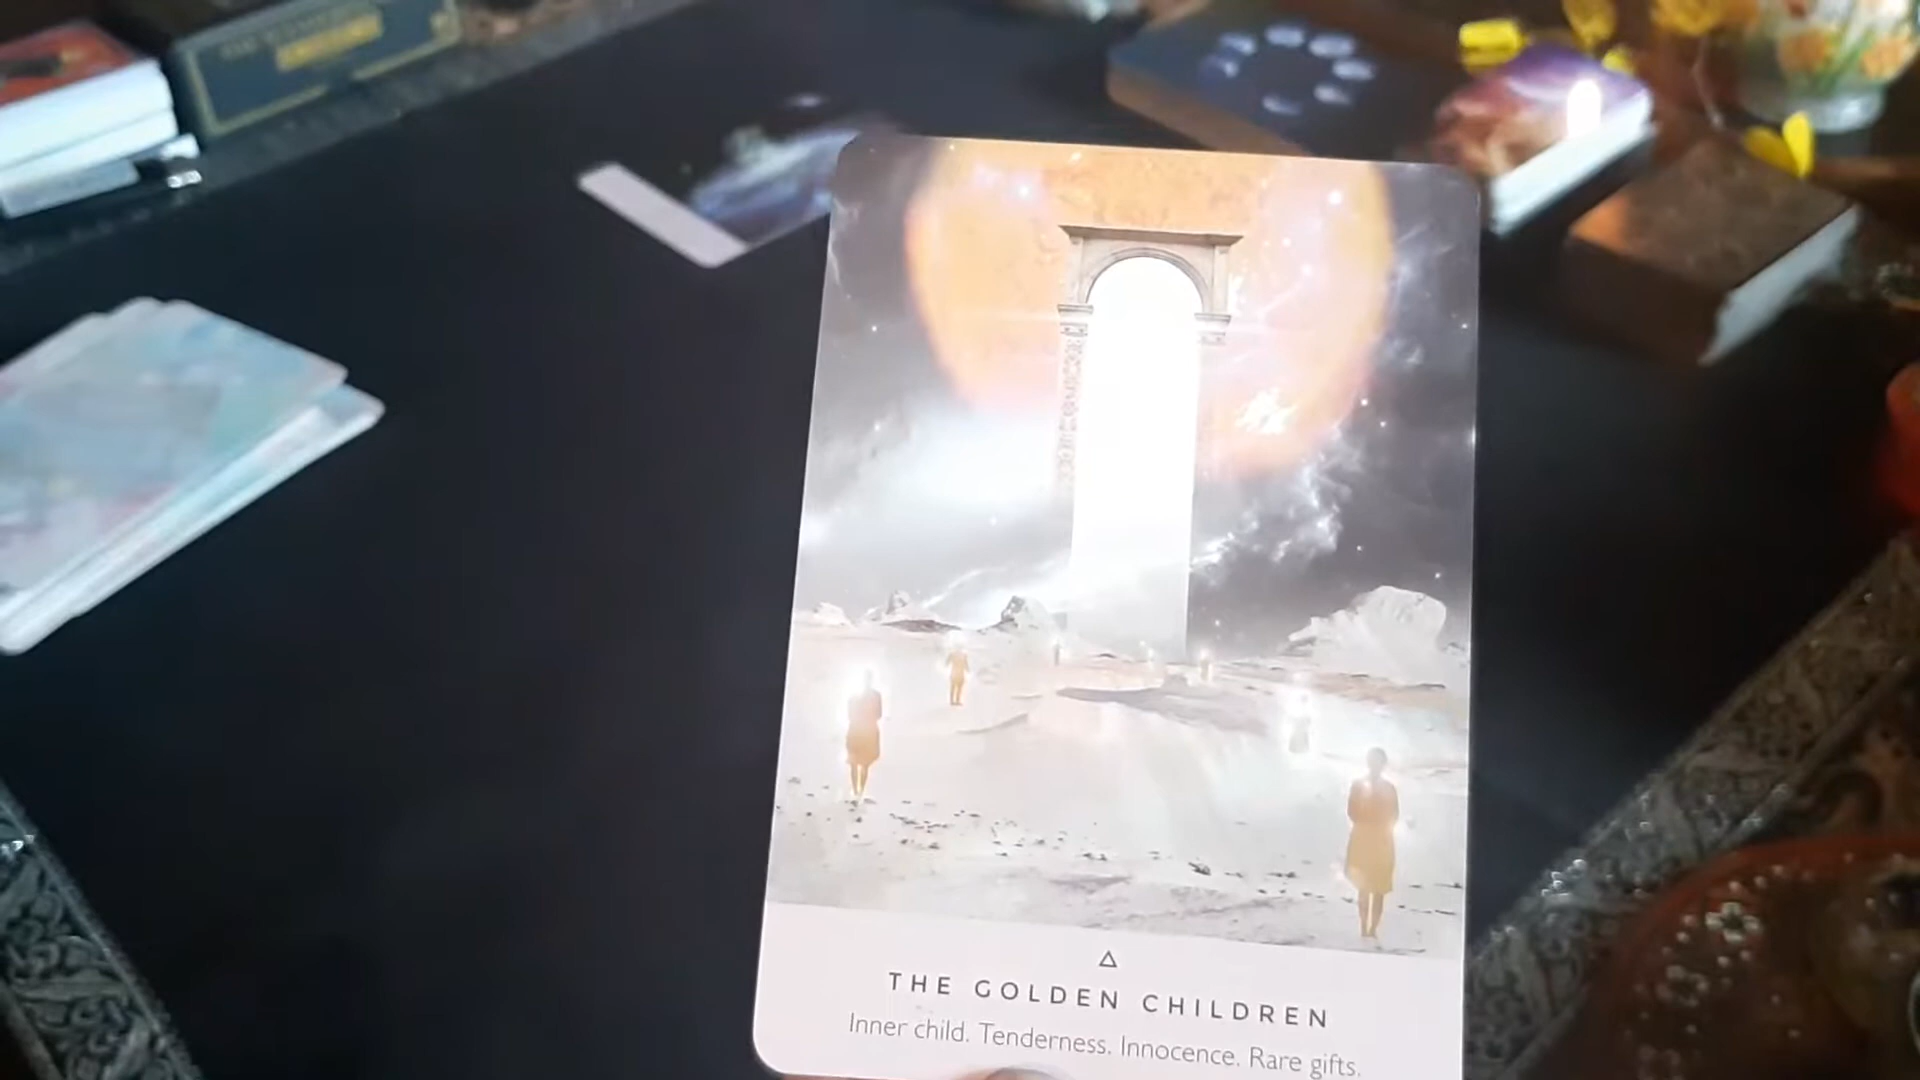 THE GOLDEN CHILDREN
Inner child. Tenderness. Innocence. Rare gifts.